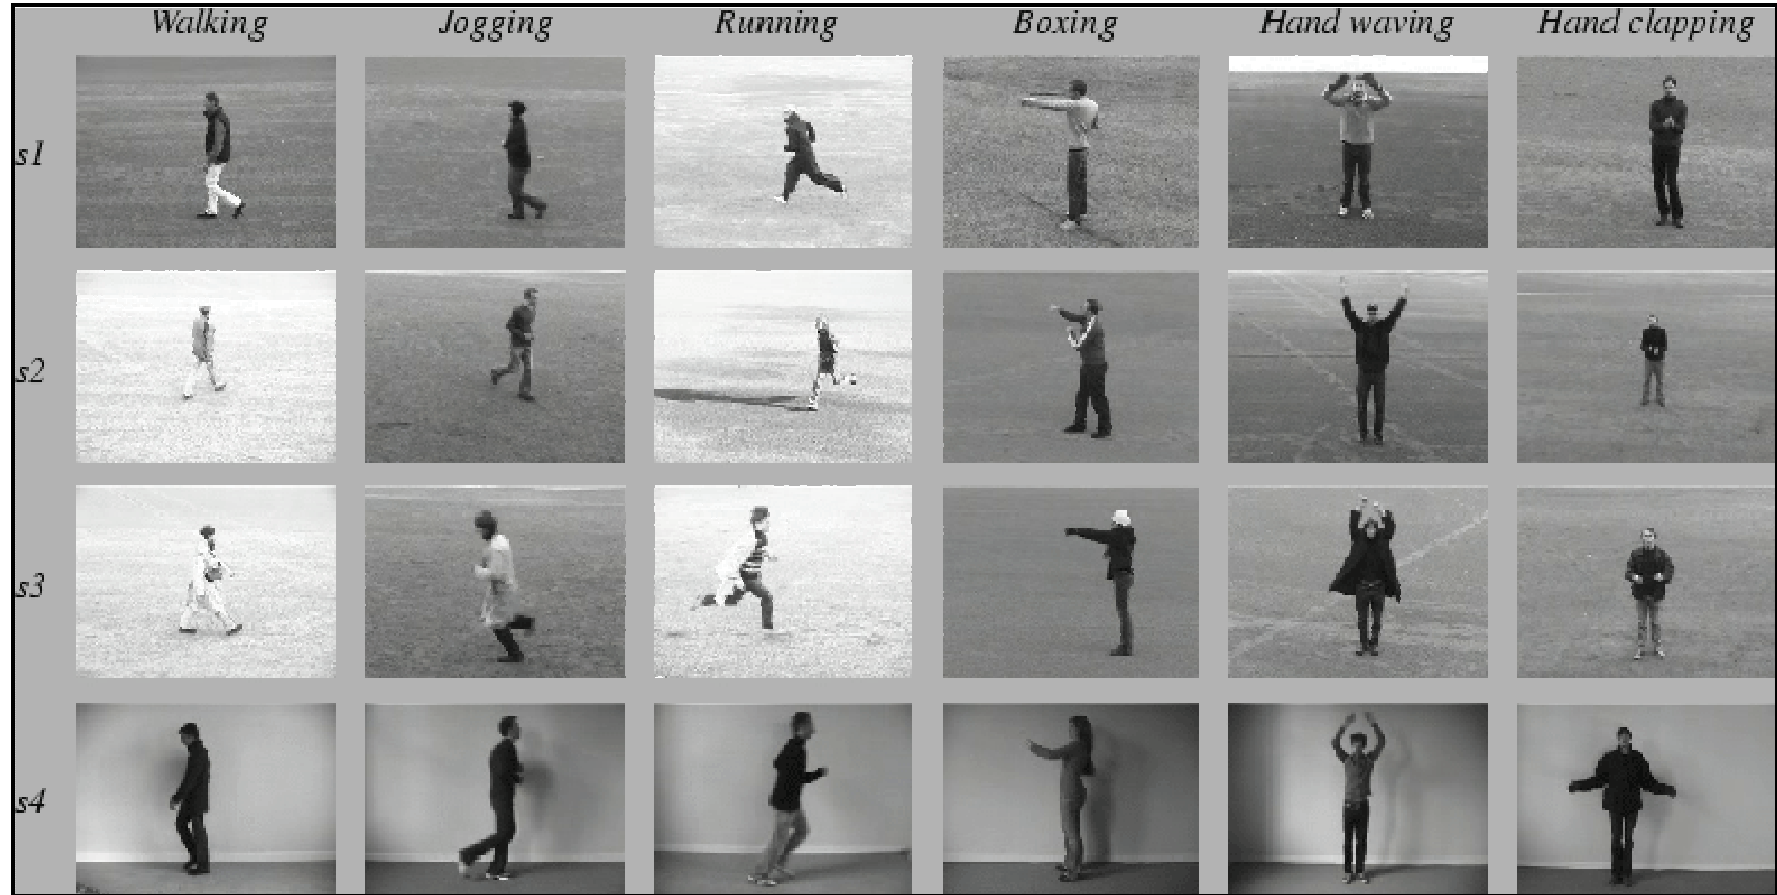 Walking Jogging Running Boxing Hand waving Hand clapping
s1
s2
s3
s4